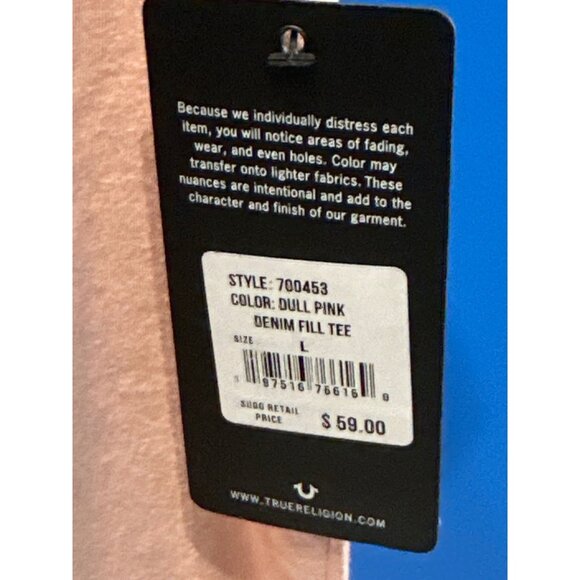 Because we individually distress each
item, you will notice areas of fading,
wear, and even holes. Color may
transfer onto lighter fabrics. These
nuances are intentional and add to the
character and finish of our garment.
STYLE: 700453
COLOR: DULL PINK
DENIM FILL TEE
SIZE
L
97516 76616
SUGG RETAIL
PRICE
$ 59.00
WWW.TRUERELIGION.COM